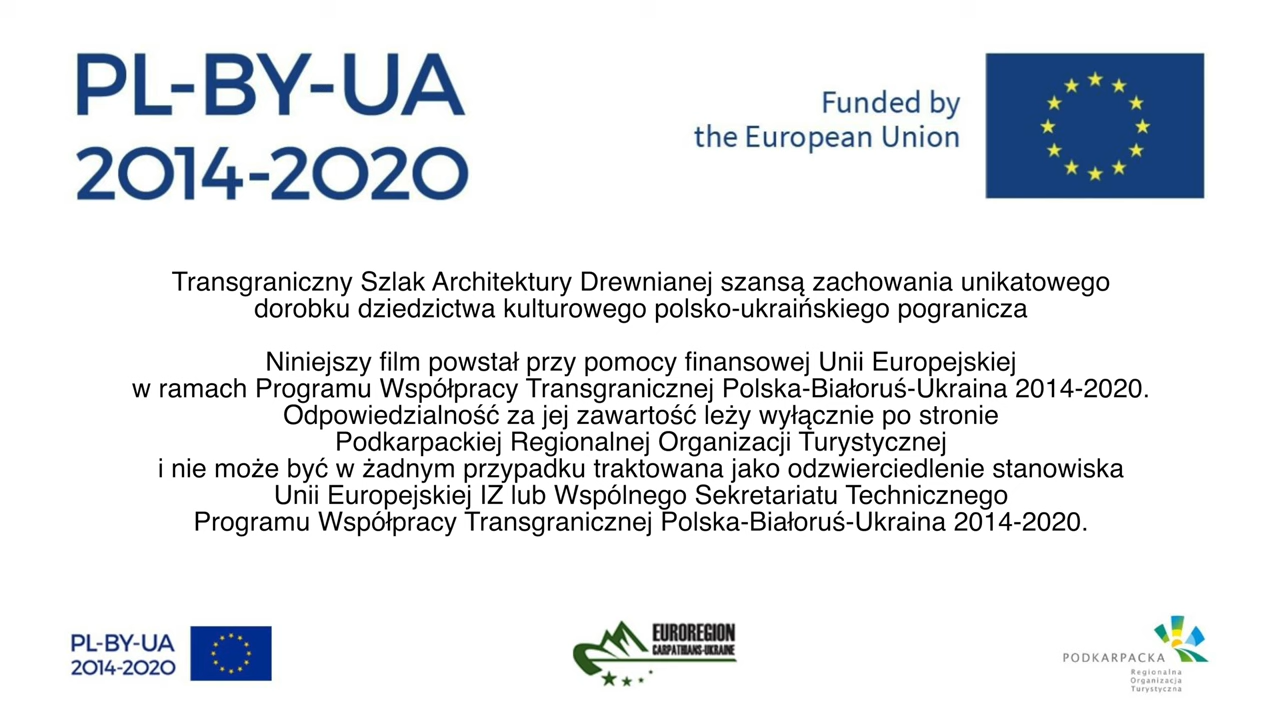 PL-BY-UA
2014-2020
Funded by
the European Union
Transgraniczny Szlak Architektury Drewnianej szansą zachowania unikatowego
dorobku dziedzictwa kulturowego polsko-ukraińskiego pogranicza
Niniejszy film powstał przy pomocy finansowej Unii Europejskiej
w ramach Programu Współpracy Transgranicznej Polska-Białoruś-Ukraina 2014-2020.
Odpowiedzialność za jej zawartość leży wyłącznie po stronie
Podkarpackiej Regionalnej Organizacji Turystycznej
i nie może być w żadnym przypadku traktowana jako odzwierciedlenie stanowiska
Unii Europejskiej IZ lub Wspólnego Sekretariatu Technicznego
Programu Współpracy Transgranicznej Polska-Białoruś-Ukraina 2014-2020.
PL-BY-UA
2014-2020
EUROREGION
CARPATHIANS-UKRAINE
PODKARPACKA
Regionalna
Organizacja
Turystyczna